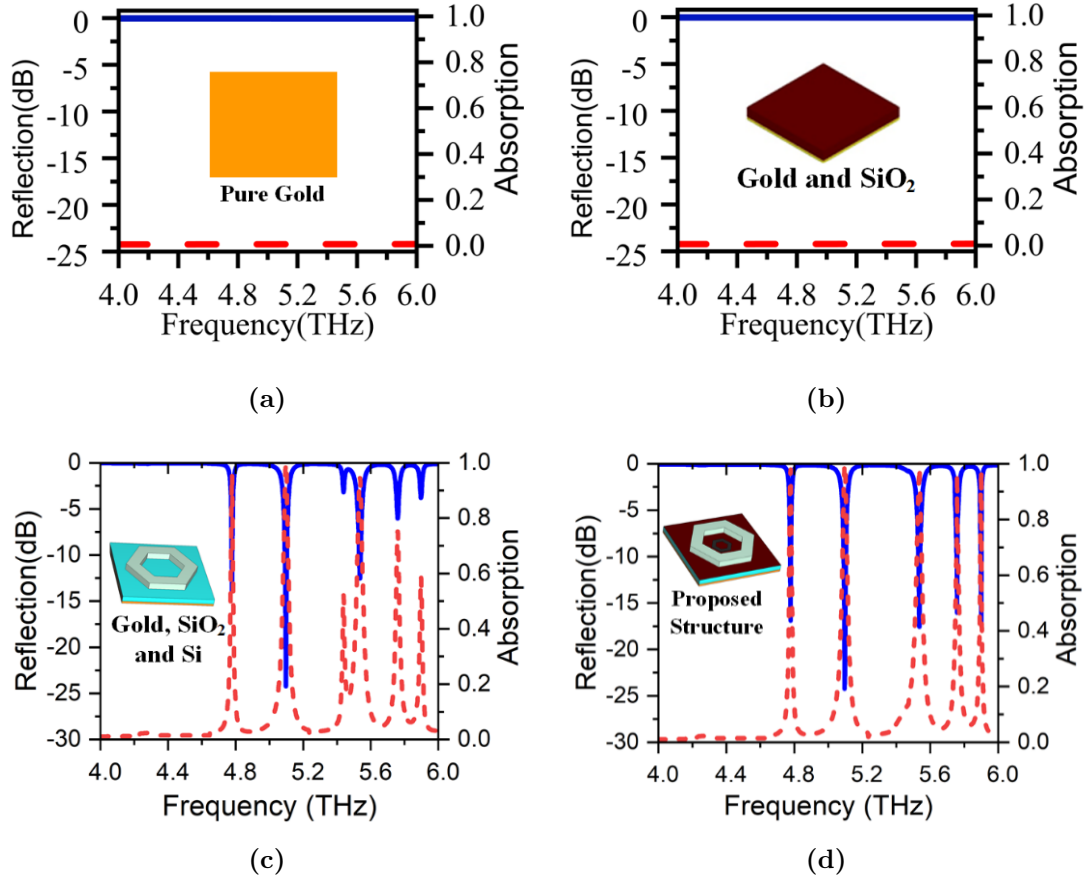 0
-5
-10
-15
-20
-25
Reflection(dB)
1.0
0.8
0.6
0.4
0.2
0.0
Absorption
Pure Gold
4.0 4.8 5.2 5.6 6.0
Frequency(THz)
(a)
0
-5
-10
-15
-20
-25
Reflection(dB)
1.0
0.8
0.6
0.4
0.2
0.0
Absorption
Gold and SiO₂
4.0 4.8 5.2 5.6 6.0
Frequency(THz)
(b)
0
-5
-10
-15
-20
-25
-30
Reflection(dB)
1.0
0.8
0.6
0.4
0.2
0.0
Absorption
Gold, SiO₂
and Si
4.0 4.4 4.8 5.2 5.6 6.0
Frequency (THz)
(c)
0
-5
-10
-15
-20
-25
-30
Reflection(dB)
1.0
0.8
0.6
0.4
0.2
0.0
Absorption
Proposed
Structure
4.0 4.4 4.8 5.2 5.6 6.0
Frequency (THz)
(d)